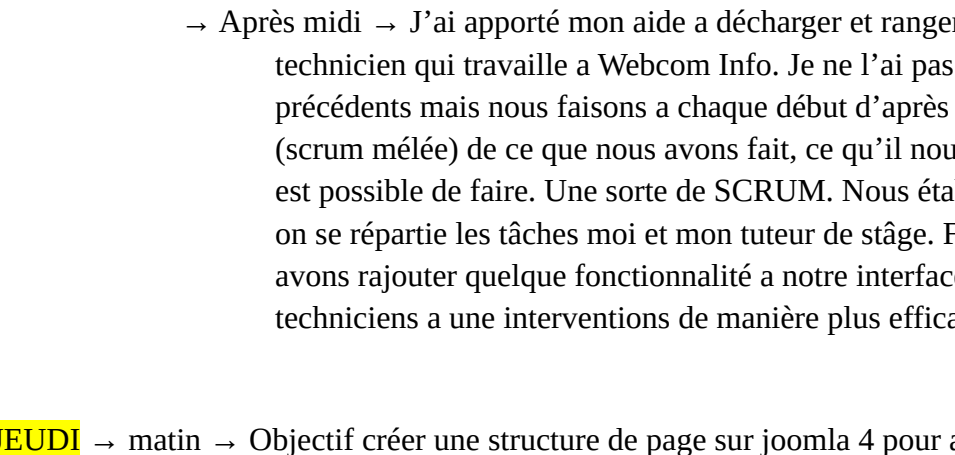 → Après midi → J’ai apporté mon aide a décharger et ranger
technicien qui travaille a Webcom Info. Je ne l’ai pas
précédents mais nous faisons a chaque début d’après
(scrum mélée) de ce que nous avons fait, ce qu’il
est possible de faire. Une sorte de SCRUM. Nous
on se répartie les tâches moi et mon tuteur de stâge.
avons rajouter quelque fonctionnalité a notre interface
techniciens a une interventions de manière plus
JEUDI → matin → Objectif créer une structure de page sur joomla 4 pour